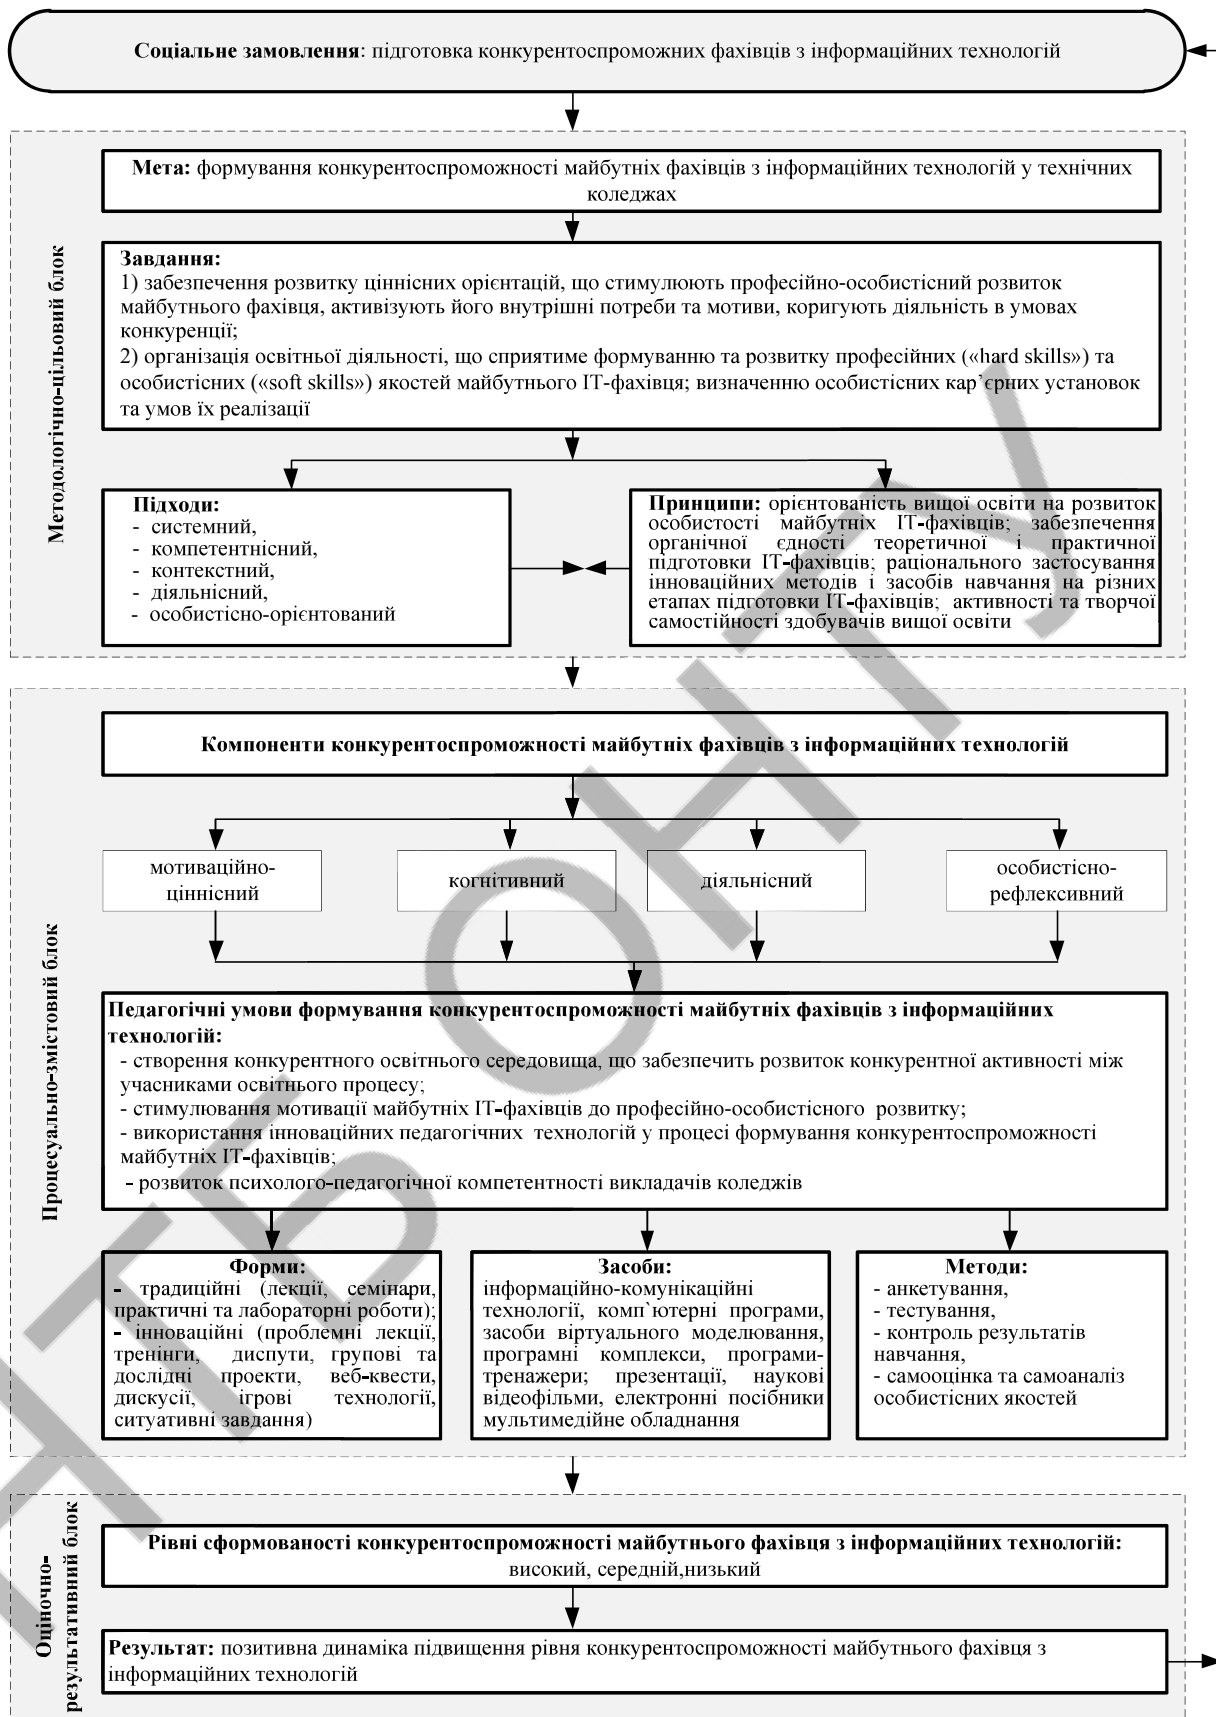 Соціальне замовлення: підготовка конкурентоспроможних фахівців з інформаційних технологій
Методологічно-цільовий блок
Мета: формування конкурентоспроможності майбутніх фахівців з інформаційних технологій у технічних
коледжах
Завдання:
1) забезпечення розвитку ціннісних орієнтацій, що стимулюють професійно-особистісний розвиток
майбутнього фахівця, активізують його внутрішні потреби та мотиви, коригують діяльність в умовах
конкуренції;
2) організація освітньої діяльності, що сприятиме формуванню та розвитку професійних («hard skills») та
особистісних («soft skills») якостей майбутнього ІТ-фахівця; визначенню особистісних кар’єрних установок
та умов їх реалізації
Підходи:
- системний,
- компетентнісний,
- контекстний,
- діяльнісний,
- особистісно-орієнтований
Принципи: орієнтованість вищої освіти на розвиток
особистості майбутніх ІТ-фахівців; забезпечення
органічної єдності теоретичної і практичної
підготовки ІТ-фахівців; раціонального застосування
інноваційних методів і засобів навчання на різних
етапах підготовки ІТ-фахівців; активності та творчої
самостійності здобувачів вищої освіти
Процесуально-змістовий блок
Компоненти конкурентоспроможності майбутніх фахівців з інформаційних технологій
мотиваційно-
ціннісний
когнітивний
діяльнісний
особистісно-
рефлексивний
Педагогічні умови формування конкурентоспроможності майбутніх фахівців з інформаційних
технологій:
- створення конкурентного освітнього середовища, що забезпечить розвиток конкурентної активності між
учасниками освітнього процесу;
- стимулювання мотивації майбутніх ІТ-фахівців до професійно-особистісного розвитку;
- використання інноваційних педагогічних технологій у процесі формування конкурентоспроможності
майбутніх ІТ-фахівців;
- розвиток психолого-педагогічної компетентності викладачів коледжів
Форми:
- традиційні (лекції, семінари,
практичні та лабораторні роботи);
- інноваційні (проблемні лекції,
тренінги, диспути, групові та
дослідні проекти, веб-квести,
дискусії, ігрові технології,
ситуативні завдання)
Засоби:
інформаційно-комунікаційні
технології, комп`ютерні програми,
засоби віртуального моделювання,
програмні комплекси, програми-
тренажери; презентації, наукові
відеофільми, електронні посібники
мультимедійне обладнання
Методи:
- анкетування,
- тестування,
- контроль результатів
навчання,
- самооцінка та самоаналіз
особистісних якостей
Оціночно-
результативний блок
Рівні сформованості конкурентоспроможності майбутнього фахівця з інформаційних технологій:
високий, середній,низький
Результат: позитивна динаміка підвищення рівня конкурентоспроможності майбутнього фахівця з
інформаційних технологій
НТБ ОНТУ